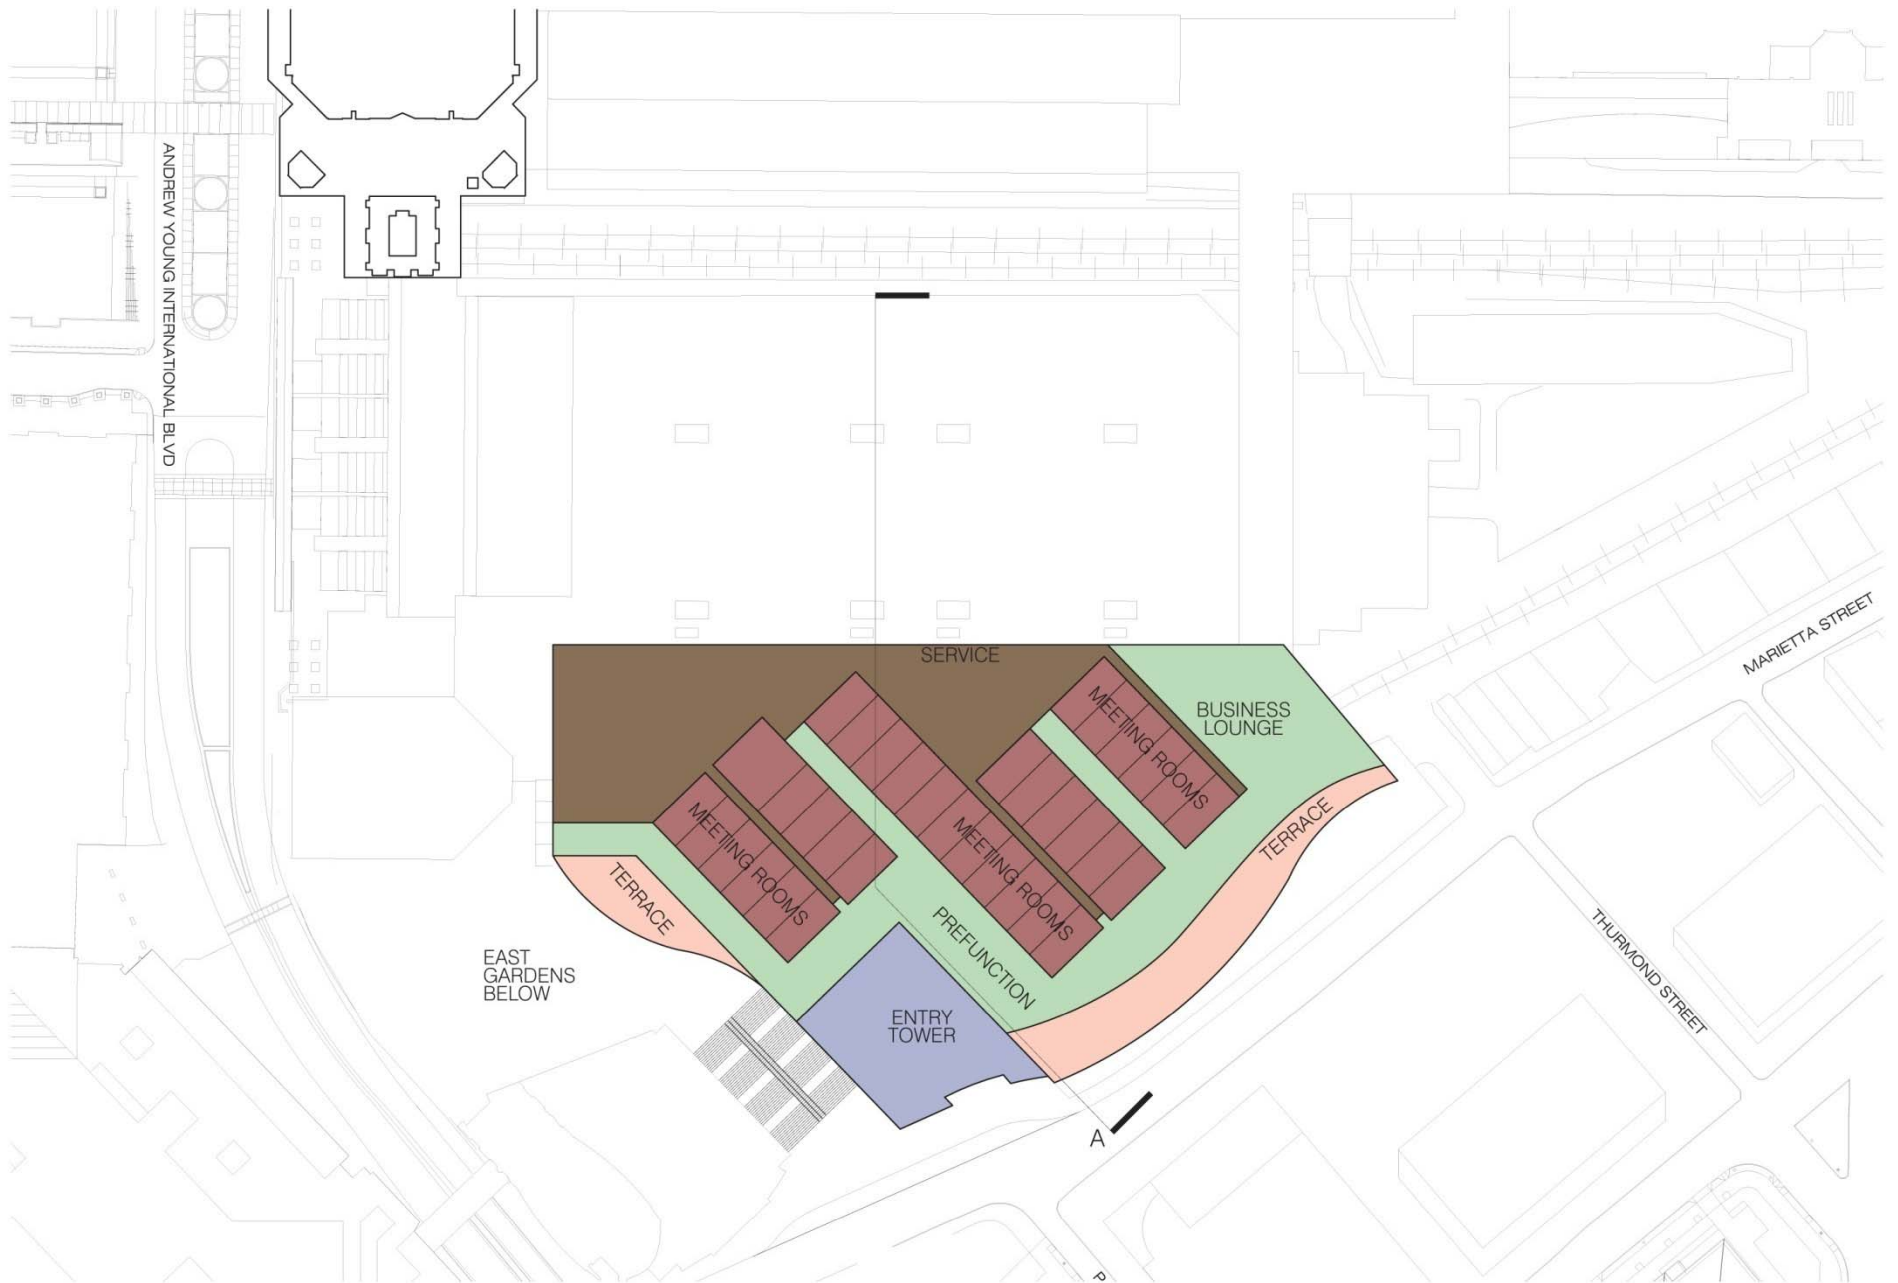 ANDREW YOUNG INTERNATIONAL BLVD
SERVICE
MARIETTA STREET
MEETING ROOMS
BUSINESS
LOUNGE
MEETING ROOMS
MEETING ROOMS
TERRACE
TERRACE
PREFUNCTION
THURMOND STREET
EAST
GARDENS
BELOW
ENTRY
TOWER
A
P